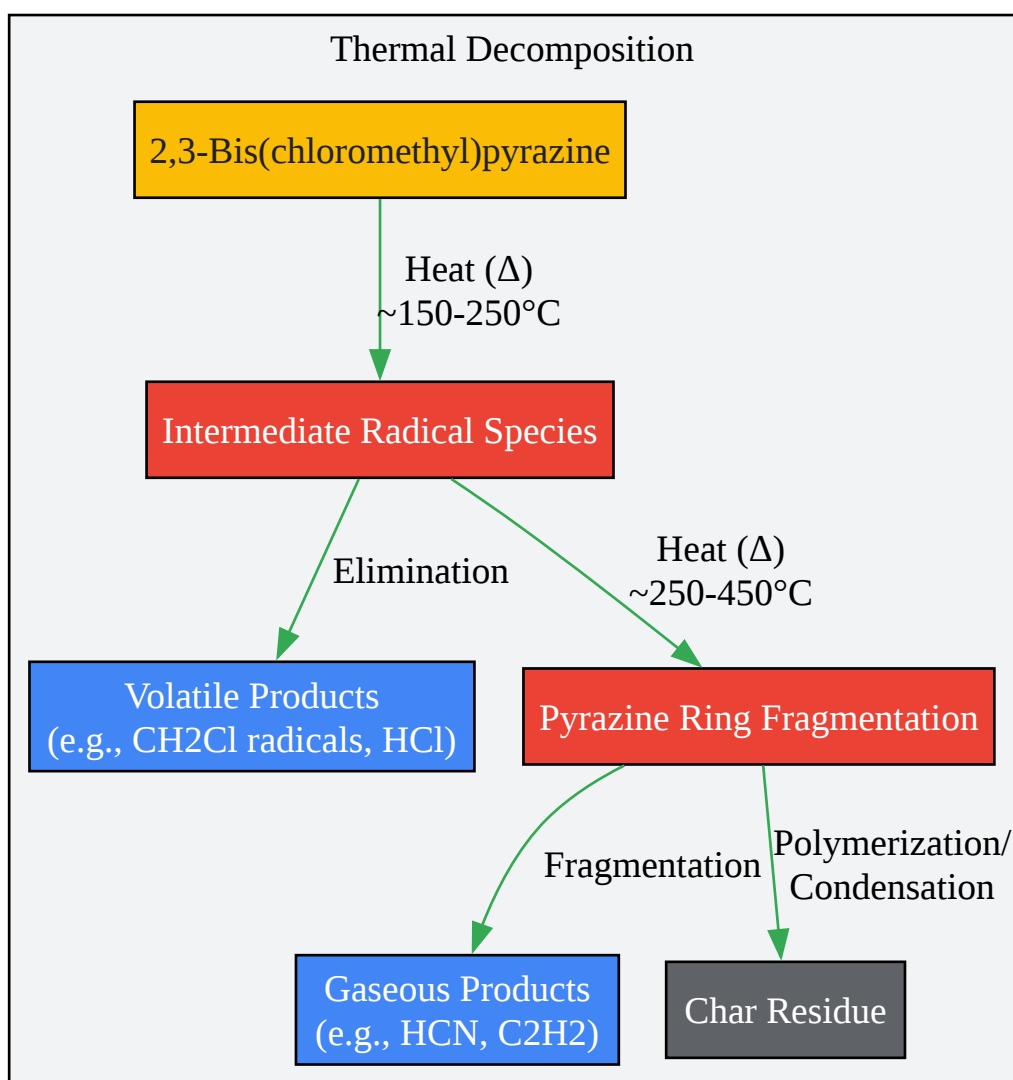 Thermal Decomposition
2,3-Bis(chloromethyl)pyrazine
Heat (Δ)
~150-250°C
Intermediate Radical Species
Elimination
Heat (Δ)
~250-450°C
Volatile Products
(e.g., CH2Cl radicals, HCl)
Pyrazine Ring Fragmentation
Fragmentation
Polymerization/
Condensation
Gaseous Products
(e.g., HCN, C2H2)
Char Residue